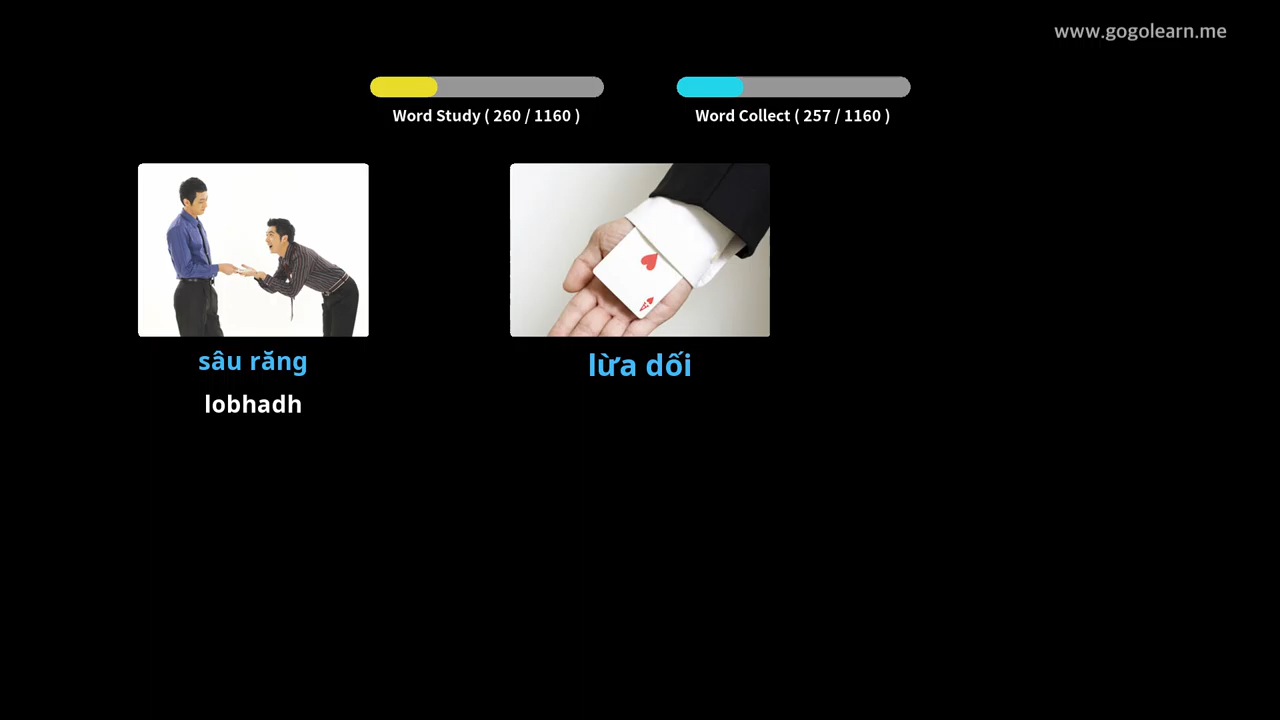 www.gogolearn.me
Word Study ( 260 / 1160 )
Word Collect ( 257 / 1160 )
sâu răng
lobhadh
lừa dối